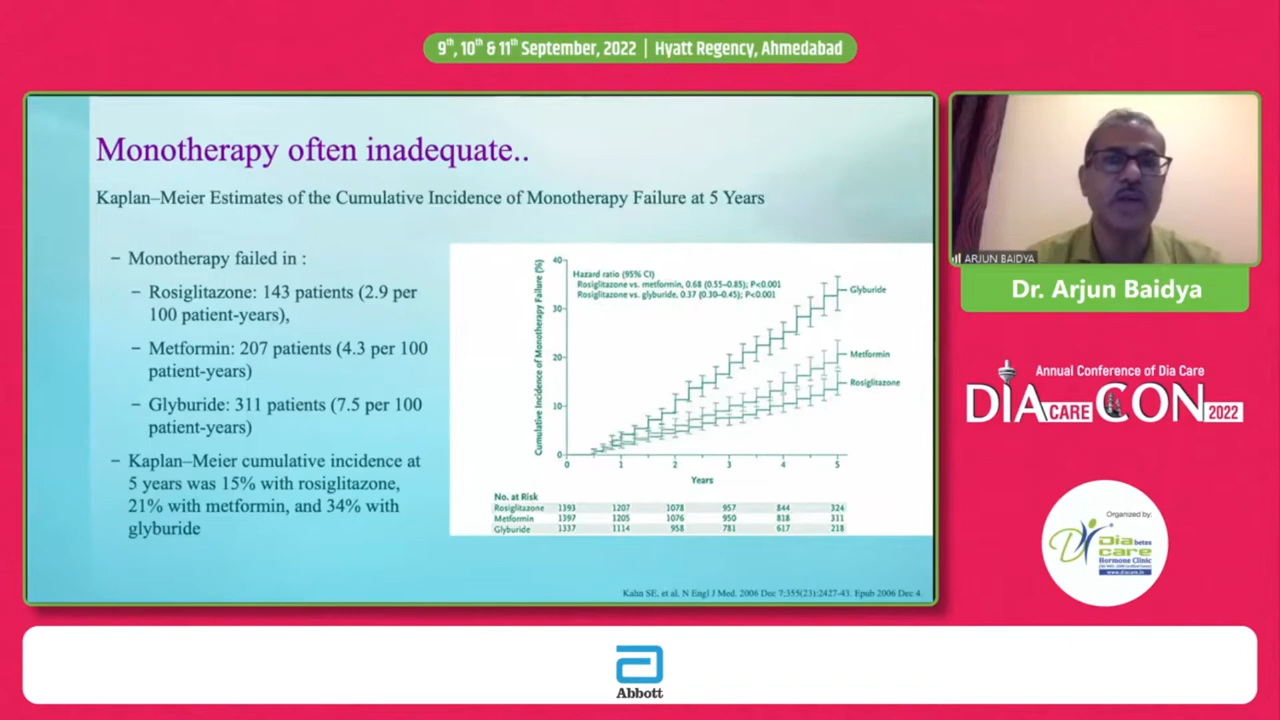 9th, 10th & 11th September, 2022 | Hyatt Regency, Ahmedabad
Monotherapy often inadequate..
Kaplan–Meier Estimates of the Cumulative Incidence of Monotherapy Failure at 5 Years
– Monotherapy failed in :
– Rosiglitazone: 143 patients (2.9 per
100 patient-years),
– Metformin: 207 patients (4.3 per 100
patient-years)
– Glyburide: 311 patients (7.5 per 100
patient-years)
– Kaplan–Meier cumulative incidence at
5 years was 15% with rosiglitazone,
21% with metformin, and 34% with
glyburide
Cumulative Incidence of Monotherapy Failure (%)
40
30
20
10
0
Hazard ratio (95% CI)
Rosiglitazone vs. metformin, 0.68 (0.55–0.85); P<0.001
Rosiglitazone vs. glyburide, 0.37 (0.30–0.45); P<0.001
Glyburide
Metformin
Rosiglitazone
0 1 2 3 4 5
Years
No. at Risk
Rosiglitazone 1393 1207 1078 957 844 324
Metformin 1397 1205 1076 950 818 311
Glyburide 1337 1114 958 781 617 218
Kahn SE, et al. N Engl J Med. 2006 Dec 7;355(23):2427-43. Epub 2006 Dec 4.
ARJUN BAIDYA
Dr. Arjun Baidya
Annual Conference of Dia Care
DIA CARE CON 2022
Organized by:
Diabetes
care
Hormone Clinic
www.diacare.in
a
Abbott